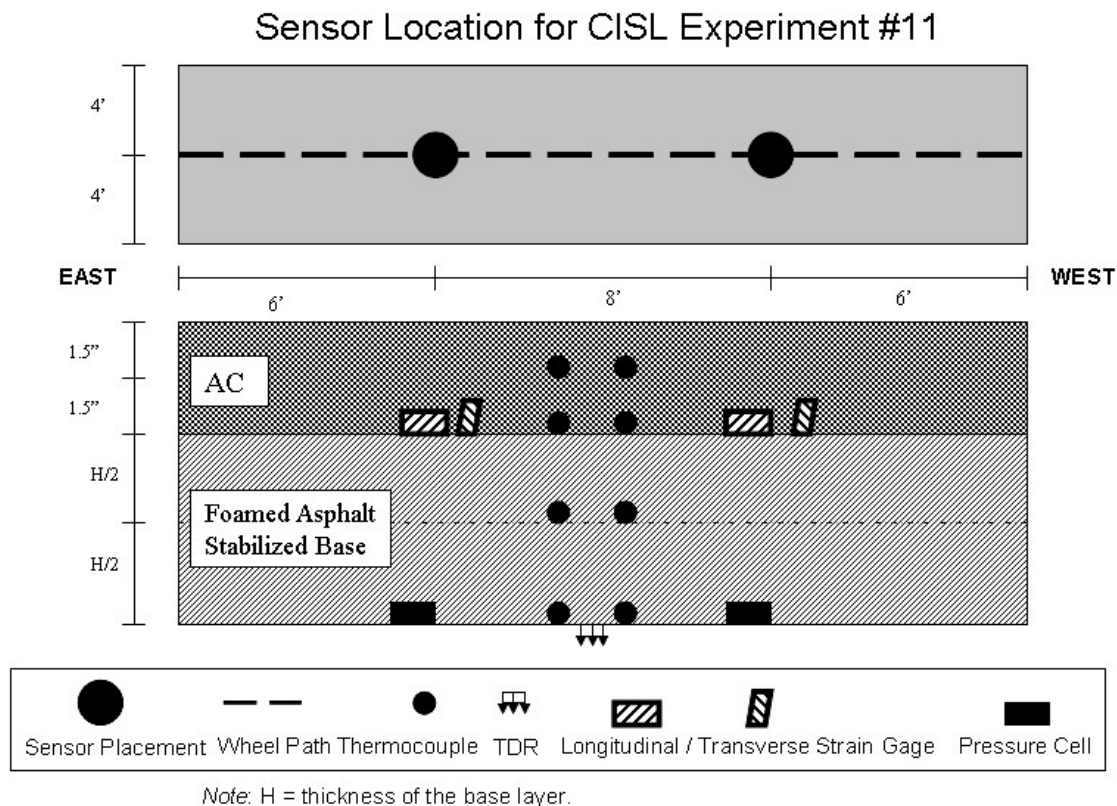 Sensor Location for CISL Experiment #11
4'
4'
EAST
WEST
6'
8'
6'
1.5"
AC
1.5"
H/2
Foamed Asphalt
Stabilized Base
H/2
Sensor Placement Wheel Path Thermocouple TDR Longitudinal / Transverse Strain Gage Pressure Cell
Note: H = thickness of the base layer.